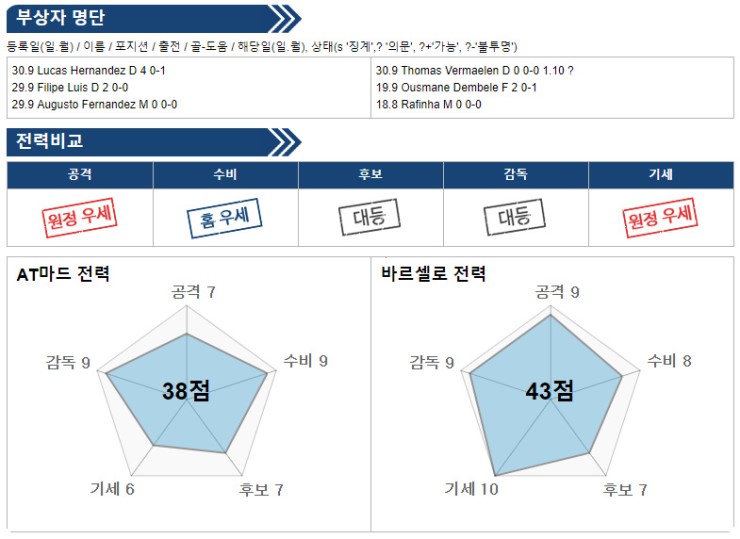 부상자 명단
등록일(일.월) / 이름 / 포지션 / 출전 / 골-도움 / 해당일(일.월), 상태(s '징계',? '의문', ?+'가능', ?-'불투명')
30.9 Lucas Hernandez D 4 0-1
29.9 Filipe Luis D 2 0-0
29.9 Augusto Fernandez M 0 0-0
30.9 Thomas Vermaelen D 0 0-0 1.10 ?
19.9 Ousmane Dembele F 2 0-1
18.8 Rafinha M 0 0-0
전력비교
공격 수비 후보 감독 기세
원정 우세 홈 우세 대등 대등 원정 우세
AT마드 전력
공격 7
감독 9
수비 9
38점
기세 6
후보 7
바르셀로 전력
공격 9
감독 9
수비 8
43점
기세 10
후보 7